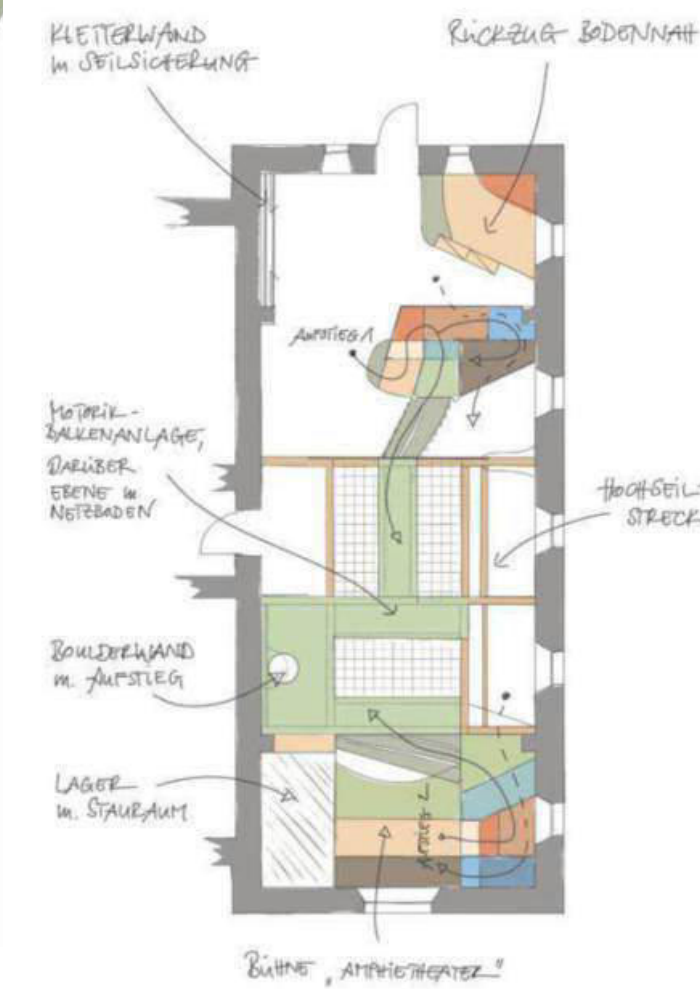 KLETTERWAND
m SEILSICHERUNG
RÜCKZUG BODENNAH
AUFSTIEG 1
MOTORIK-
BALKENANLAGE,
DARÜBER
EBENE m
NETZBODEN
HOCHSEIL-
STRECK
BOULDERWAND
m. AUFSTIEG
LAGER
m. STAURAUM
AUFSTIEG 2
BÜHNE "AMPHIETHEATER"